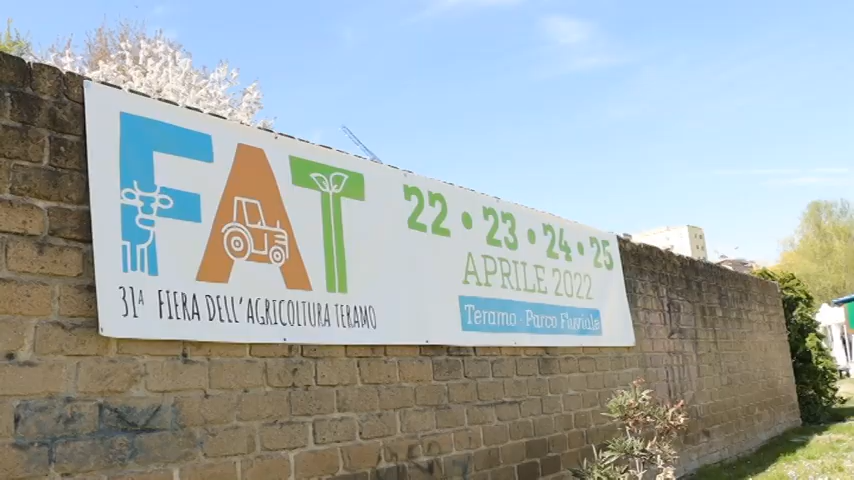 FAT
31ª FIERA DELL'AGRICOLTURA TERAMO
22 • 23 • 24 • 25
APRILE 2022
Teramo - Parco Fluviale